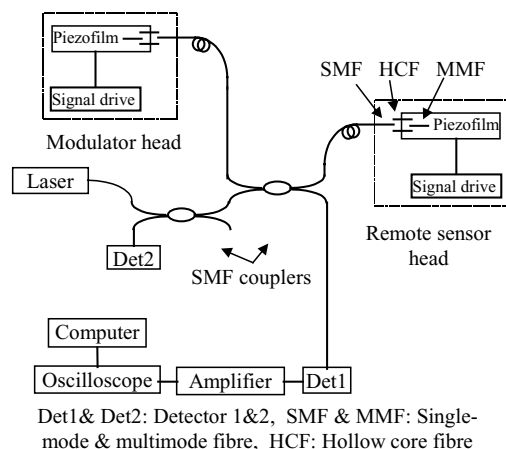 Piezofilm
Signal drive
Modulator head
SMF HCF MMF
Piezofilm
Signal drive
Remote sensor
head
Laser
Det2
SMF couplers
Computer
Oscilloscope
Amplifier
Det1
Det1& Det2: Detector 1&2, SMF & MMF: Single-
mode & multimode fibre, HCF: Hollow core fibre